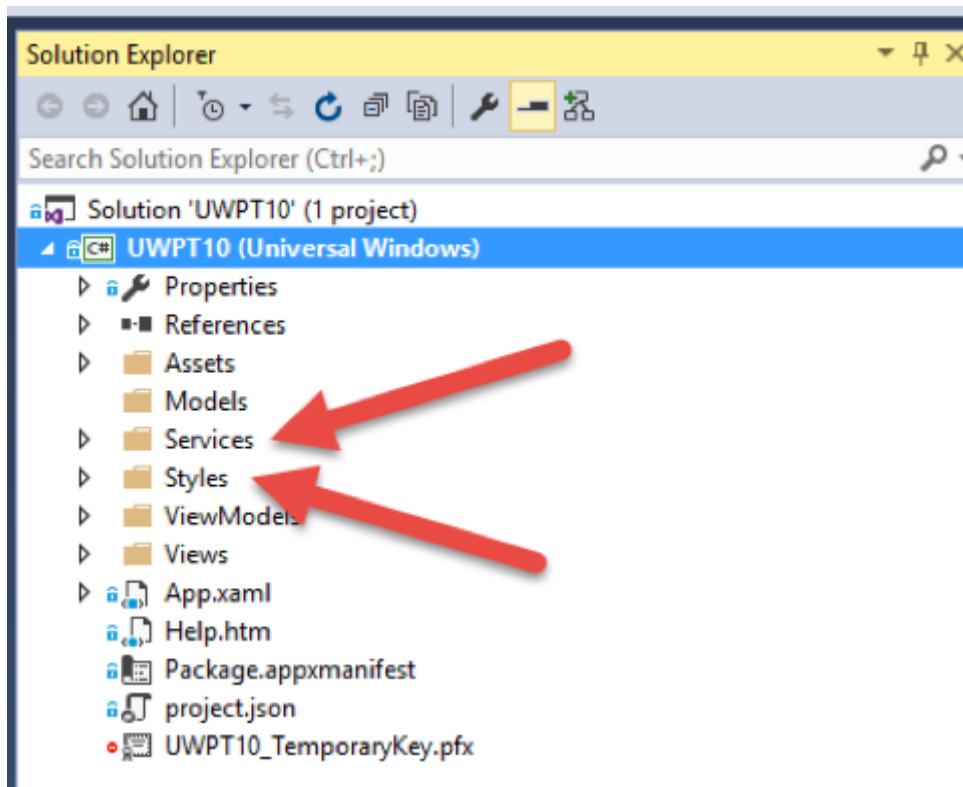 Solution Explorer
Search Solution Explorer (Ctrl+;)
Solution 'UWPT10' (1 project)
C# UWPT10 (Universal Windows)
Properties
References
Assets
Models
Services
Styles
ViewModels
Views
App.xaml
Help.htm
Package.appxmanifest
project.json
UWPT10_TemporaryKey.pfx